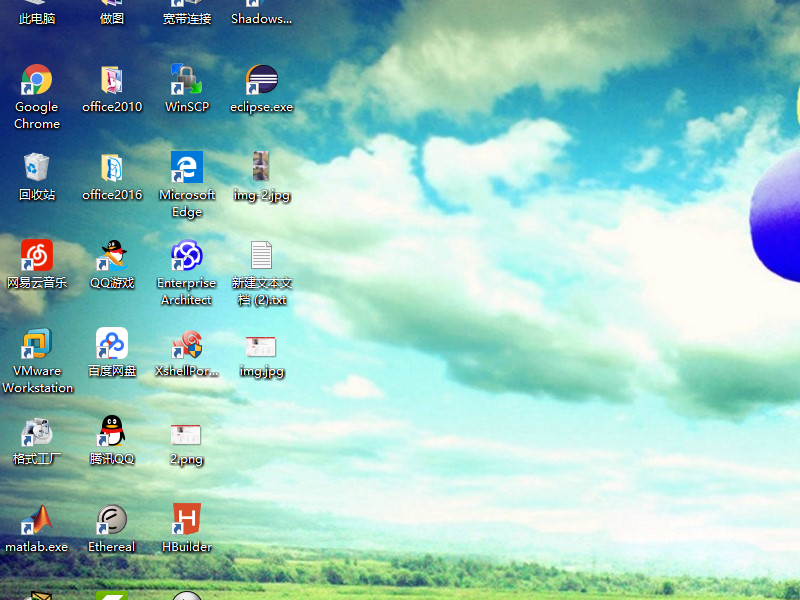 此电脑
做图
宽带连接
Shadows...
Google
Chrome
office2010
WinSCP
eclipse.exe
回收站
office2016
Microsoft
Edge
img-2.jpg
网易云音乐
QQ游戏
Enterprise
Architect
新建文本文
档 (2).txt
VMware
Workstation
百度网盘
XshellPor...
img.jpg
格式工厂
腾讯QQ
2.png
matlab.exe
Ethereal
HBuilder